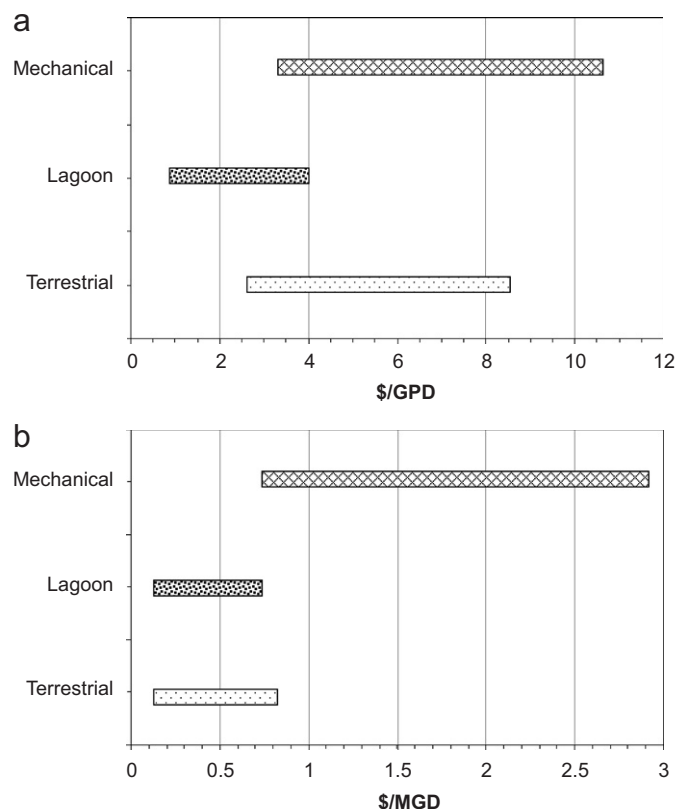 a
Mechanical
Lagoon
Terrestrial
0 2 4 6 8 10 12
$/GPD
b
Mechanical
Lagoon
Terrestrial
0 0.5 1 1.5 2 2.5 3
$/MGD